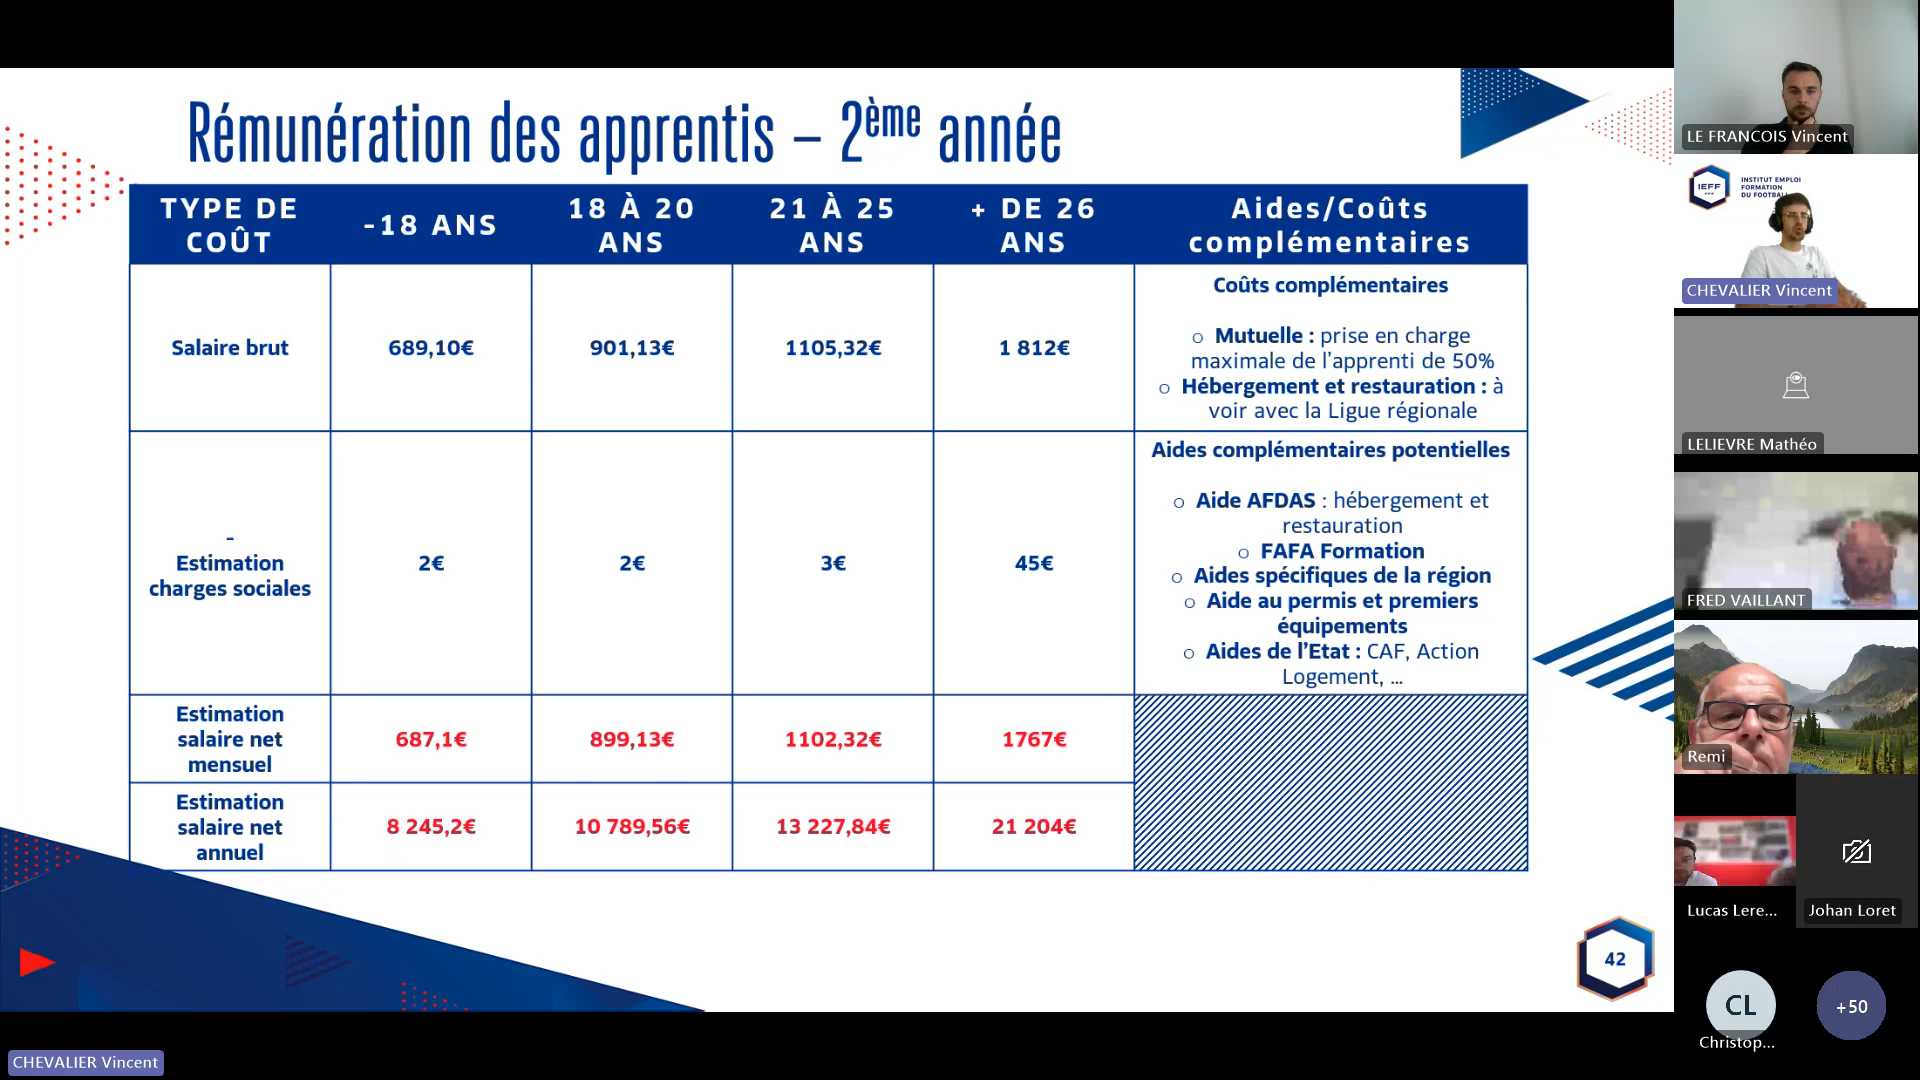 Rémunération des apprentis – 2ème année
TYPE DE
COÛT
-18 ANS
18 À 20
ANS
21 À 25
ANS
+ DE 26
ANS
Aides/Coûts
complémentaires
Salaire brut
689,10€
901,13€
1105,32€
1 812€
Coûts complémentaires
o Mutuelle : prise en charge
maximale de l’apprenti de 50%
o Hébergement et restauration : à
voir avec la Ligue régionale
-
Estimation
charges sociales
2€
2€
3€
45€
Aides complémentaires potentielles
o Aide AFDAS : hébergement et
restauration
o FAFA Formation
o Aides spécifiques de la région
o Aide au permis et premiers
équipements
o Aides de l’Etat : CAF, Action
Logement, ...
Estimation
salaire net
mensuel
687,1€
899,13€
1102,32€
1767€
Estimation
salaire net
annuel
8 245,2€
10 789,56€
13 227,84€
21 204€
42
CHEVALIER Vincent
LE FRANCOIS Vincent
IEFF
INSTITUT EMPLOI
FORMATION
DU FOOTBALL
CHEVALIER Vincent
LELIEVRE Mathéo
FRED VAILLANT
Remi
Lucas Lere...
Johan Loret
CL
Christop...
+50